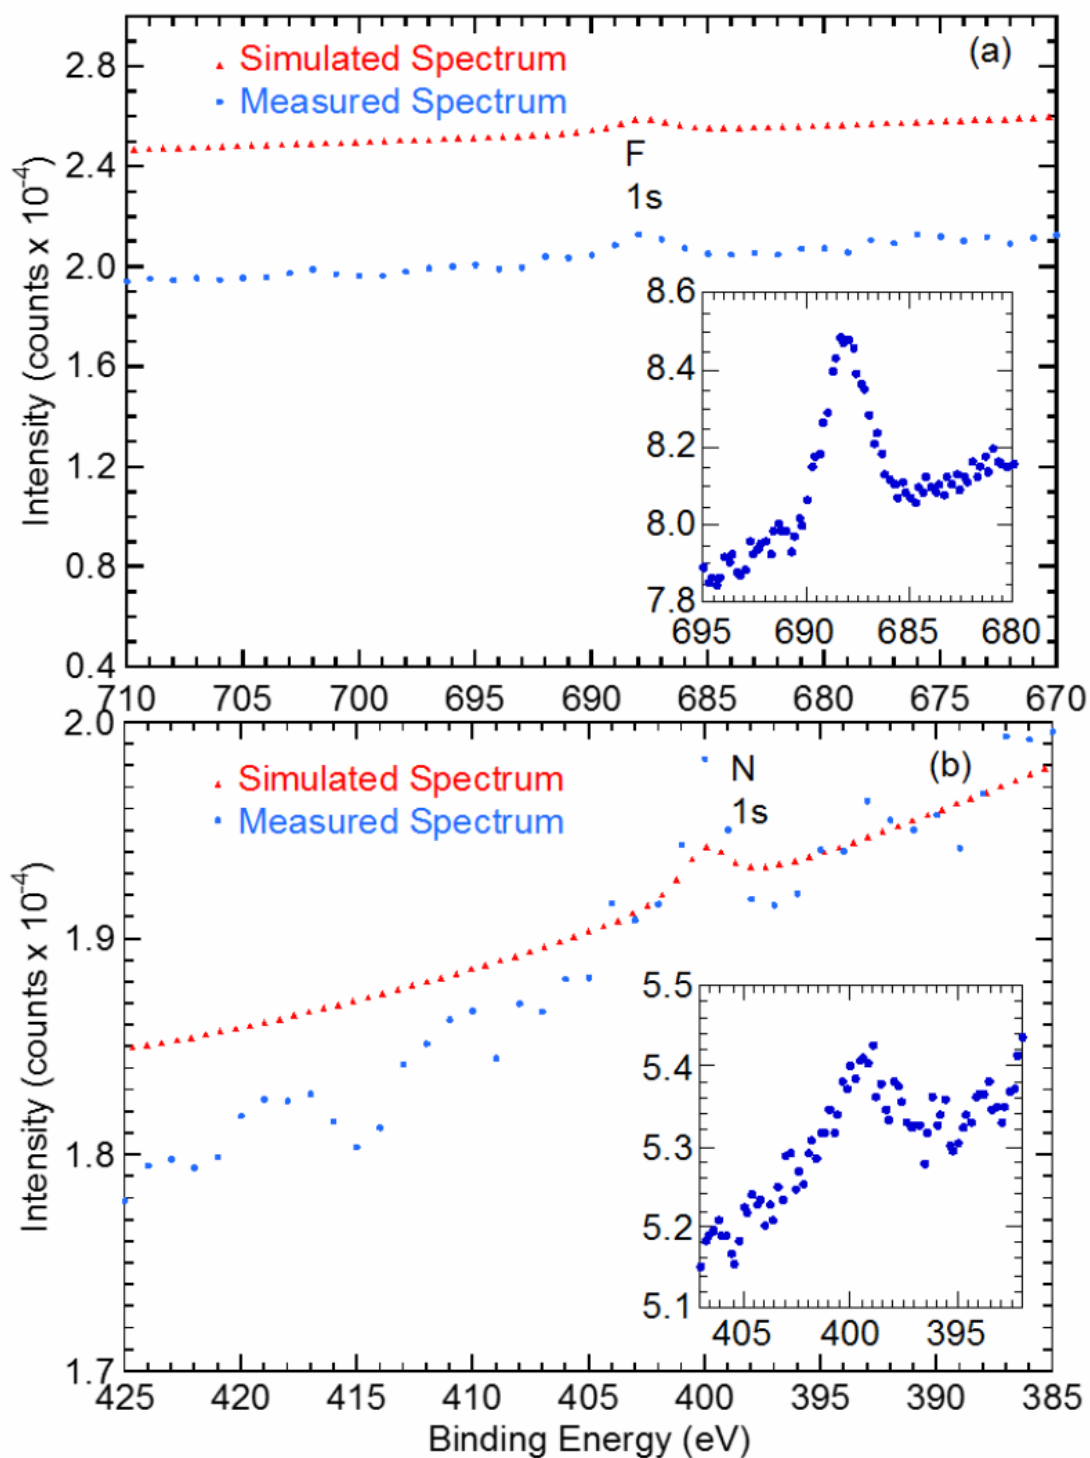 (a)
Simulated Spectrum
Measured Spectrum
F
1s
Intensity (counts x 10⁻⁴)
2.8
2.4
2.0
1.6
1.2
0.8
0.4
710 705 700 695 690 685 680 675 670
8.6
8.4
8.2
8.0
7.8
695 690 685 680
(b)
Simulated Spectrum
Measured Spectrum
N
1s
Intensity (counts x 10⁻⁴)
2.0
1.9
1.8
1.7
425 420 415 410 405 400 395 390 385
5.5
5.4
5.3
5.2
5.1
405 400 395
Binding Energy (eV)